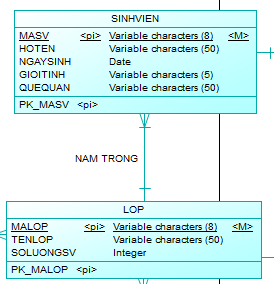 SINHVIEN
MASV <pi> Variable characters (8) <M>
HOTEN Variable characters (50)
NGAYSINH Date
GIOITINH Variable characters (5)
QUEQUAN Variable characters (50)
PK_MASV <pi>
NAM TRONG
LOP
MALOP <pi> Variable characters (8) <M>
TENLOP Variable characters (50)
SOLUONGSV Integer
PK_MALOP <pi>